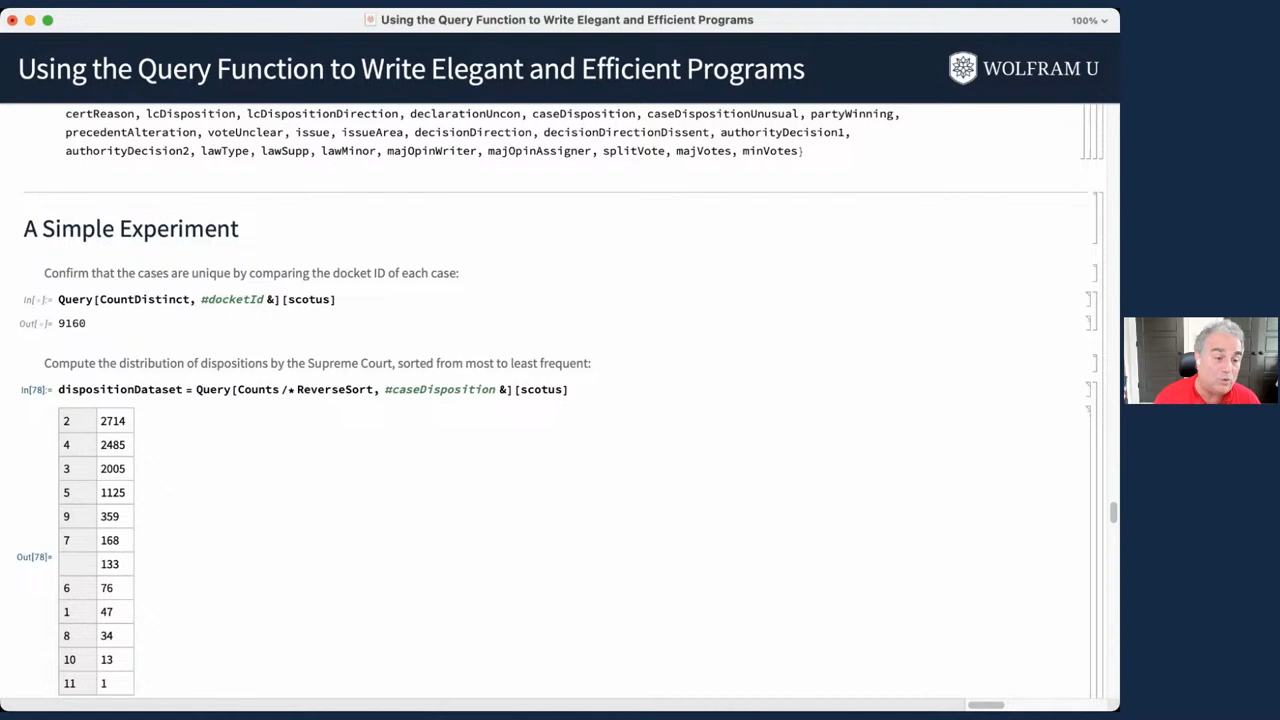 Using the Query Function to Write Elegant and Efficient Programs
100%
Using the Query Function to Write Elegant and Efficient Programs
WOLFRAM U
certReason, lcDisposition, lcDispositionDirection, declarationUncon, caseDisposition, caseDispositionUnusual, partyWinning,
precedentAlteration, voteUnclear, issue, issueArea, decisionDirection, decisionDirectionDissent, authorityDecision1,
authorityDecision2, lawType, lawSupp, lawMinor, majOpinWriter, majOpinAssigner, splitVote, majVotes, minVotes}
A Simple Experiment
Confirm that the cases are unique by comparing the docket ID of each case:
In[∘]:= Query[CountDistinct, #docketId &][scotus]
Out[∘]= 9160
Compute the distribution of dispositions by the Supreme Court, sorted from most to least frequent:
In[78]:= dispositionDataset = Query[Counts /* ReverseSort, #caseDisposition &][scotus]
2 2714
4 2485
3 2005
5 1125
9 359
7 168
Out[78]= 133
6 76
1 47
8 34
10 13
11 1